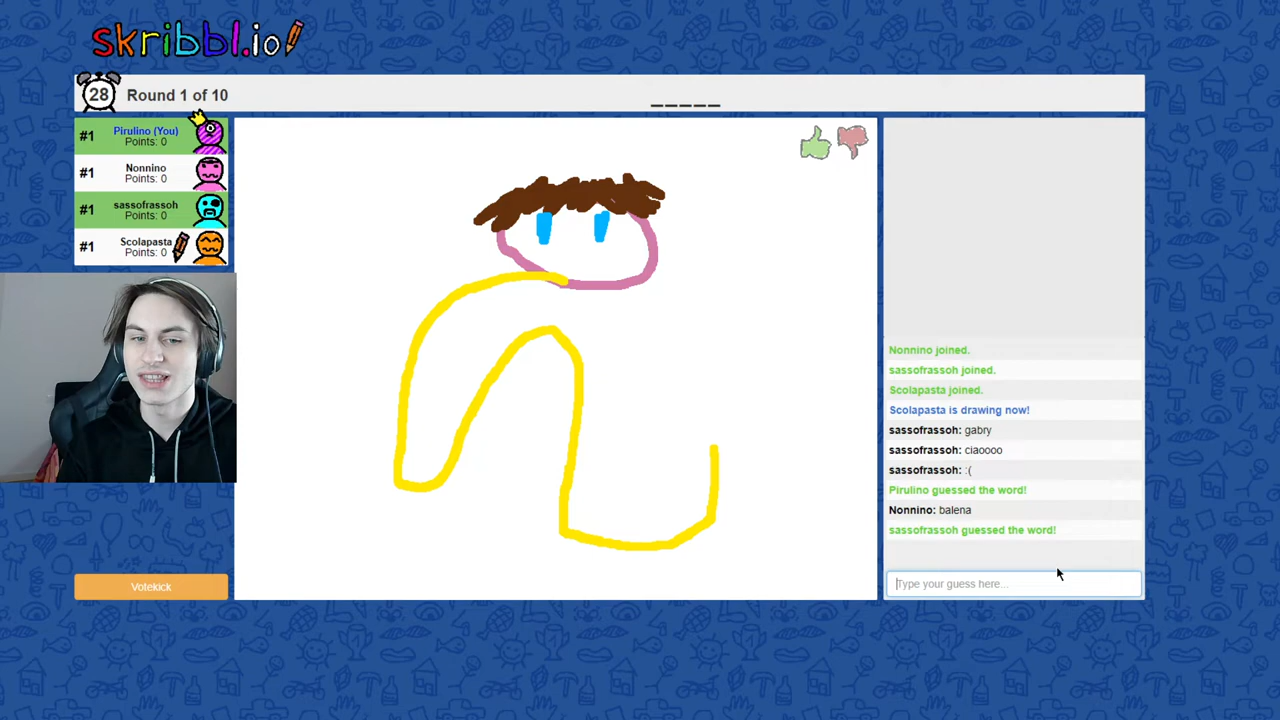 skribbl.io
28
Round 1 of 10
_____
#1
Pirulino (You)
Points: 0
#1
Nonnino
Points: 0
#1
sassofrassoh
Points: 0
#1
Scolapasta
Points: 0
Nonnino joined.
sassofrassoh joined.
Scolapasta joined.
Scolapasta is drawing now!
sassofrassoh: gabry
sassofrassoh: ciaoooo
sassofrassoh: :(
Pirulino guessed the word!
Nonnino: balena
sassofrassoh guessed the word!
Votekick
Type your guess here...